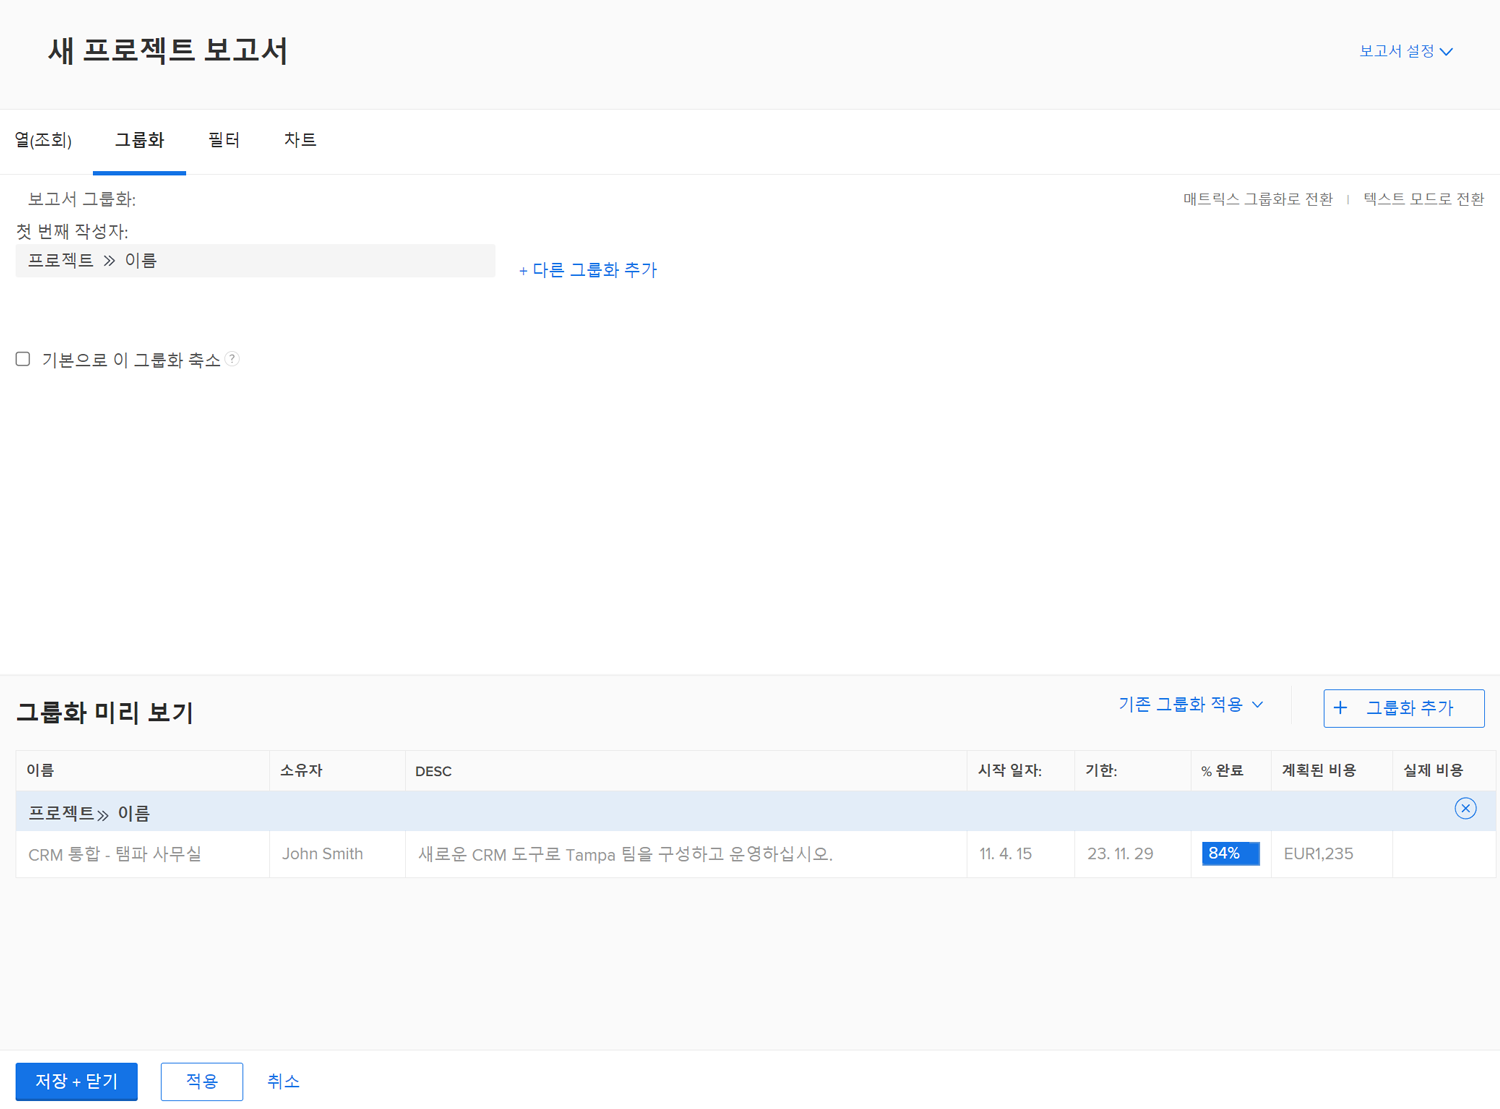 새 프로젝트 보고서
보고서 설정
열(조회) 그룹화 필터 차트
보고서 그룹화:
매트릭스 그룹화로 전환 | 텍스트 모드로 전환
첫 번째 작성자:
프로젝트 » 이름
+ 다른 그룹화 추가
기본으로 이 그룹화 축소 ?
그룹화 미리 보기
기존 그룹화 적용
+ 그룹화 추가
이름 소유자 DESC 시작 일자: 기한: % 완료 계획된 비용 실제 비용
프로젝트» 이름
CRM 통합 - 탬파 사무실 John Smith 새로운 CRM 도구로 Tampa 팀을 구성하고 운영하십시오. 11. 4. 15 23. 11. 29 84% EUR1,235
저장 + 닫기 적용 취소